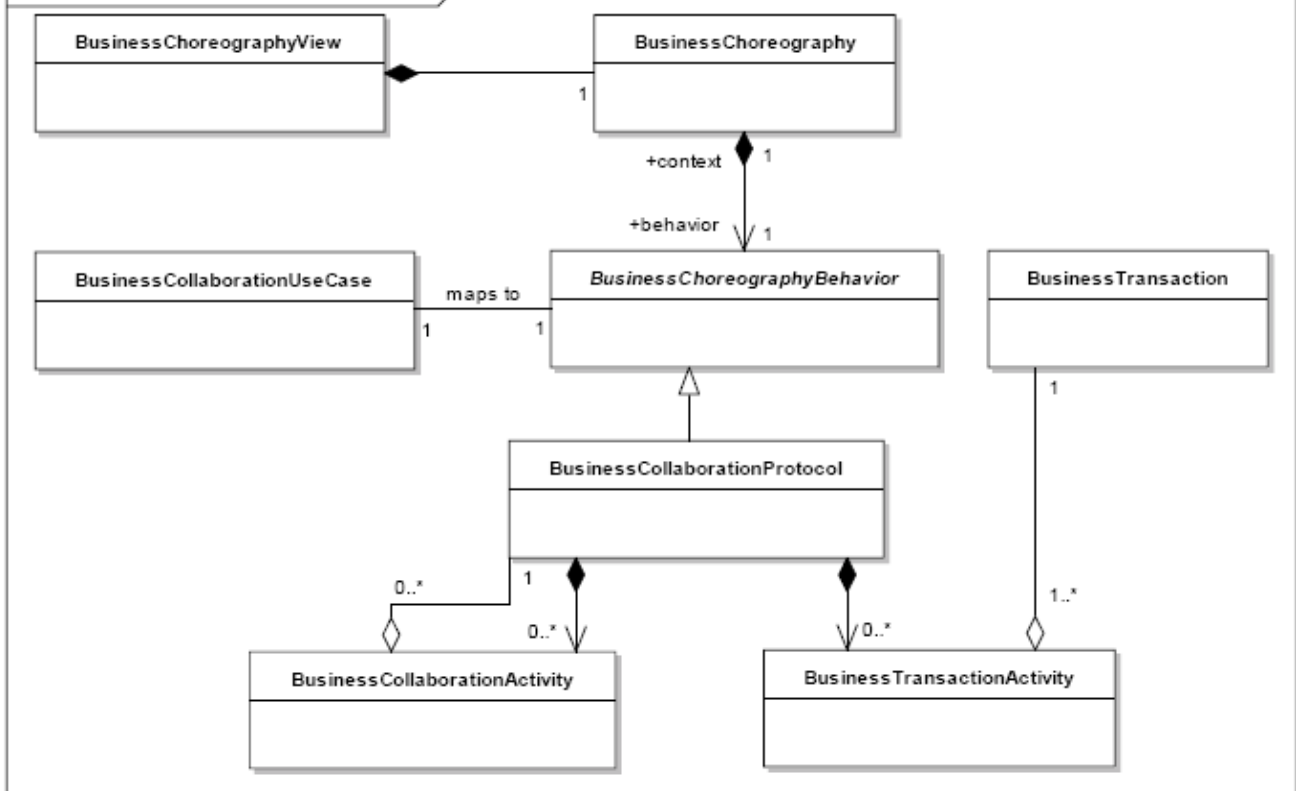 BusinessChoreographyView
BusinessChoreography
1
+context
1
+behavior
1
BusinessCollaborationUseCase
maps to
1
1
BusinessChoreographyBehavior
BusinessTransaction
1
BusinessCollaborationProtocol
0..*
1
0..*
0..*
1..*
BusinessCollaborationActivity
BusinessTransactionActivity